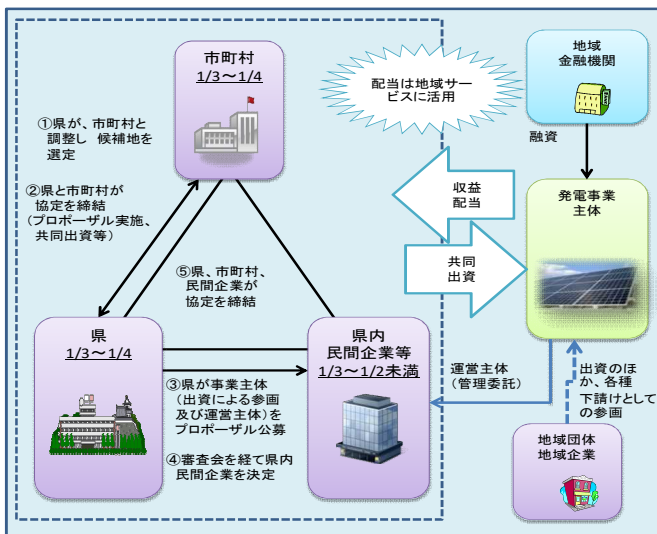 市町村
1/3～1/4
①県が、市町村と
調整し 候補地を
選定
②県と市町村が
協定を締結
（プロポーザル実施、
共同出資等）
⑤県、市町村、
民間企業が
協定を締結
県
1/3～1/4
③県が事業主体
（出資による参画
及び運営主体）を
プロポーザル公募
④審査会を経て県内
民間企業を決定
県内
民間企業等
1/3～1/2未満
配当は地域サー
ビスに活用
収益
配当
共同
出資
地域
金融機関
融資
発電事業
主体
運営主体
（管理委託）
出資のほ
か、各種
下請けとして
の参画
地域団体
地域企業